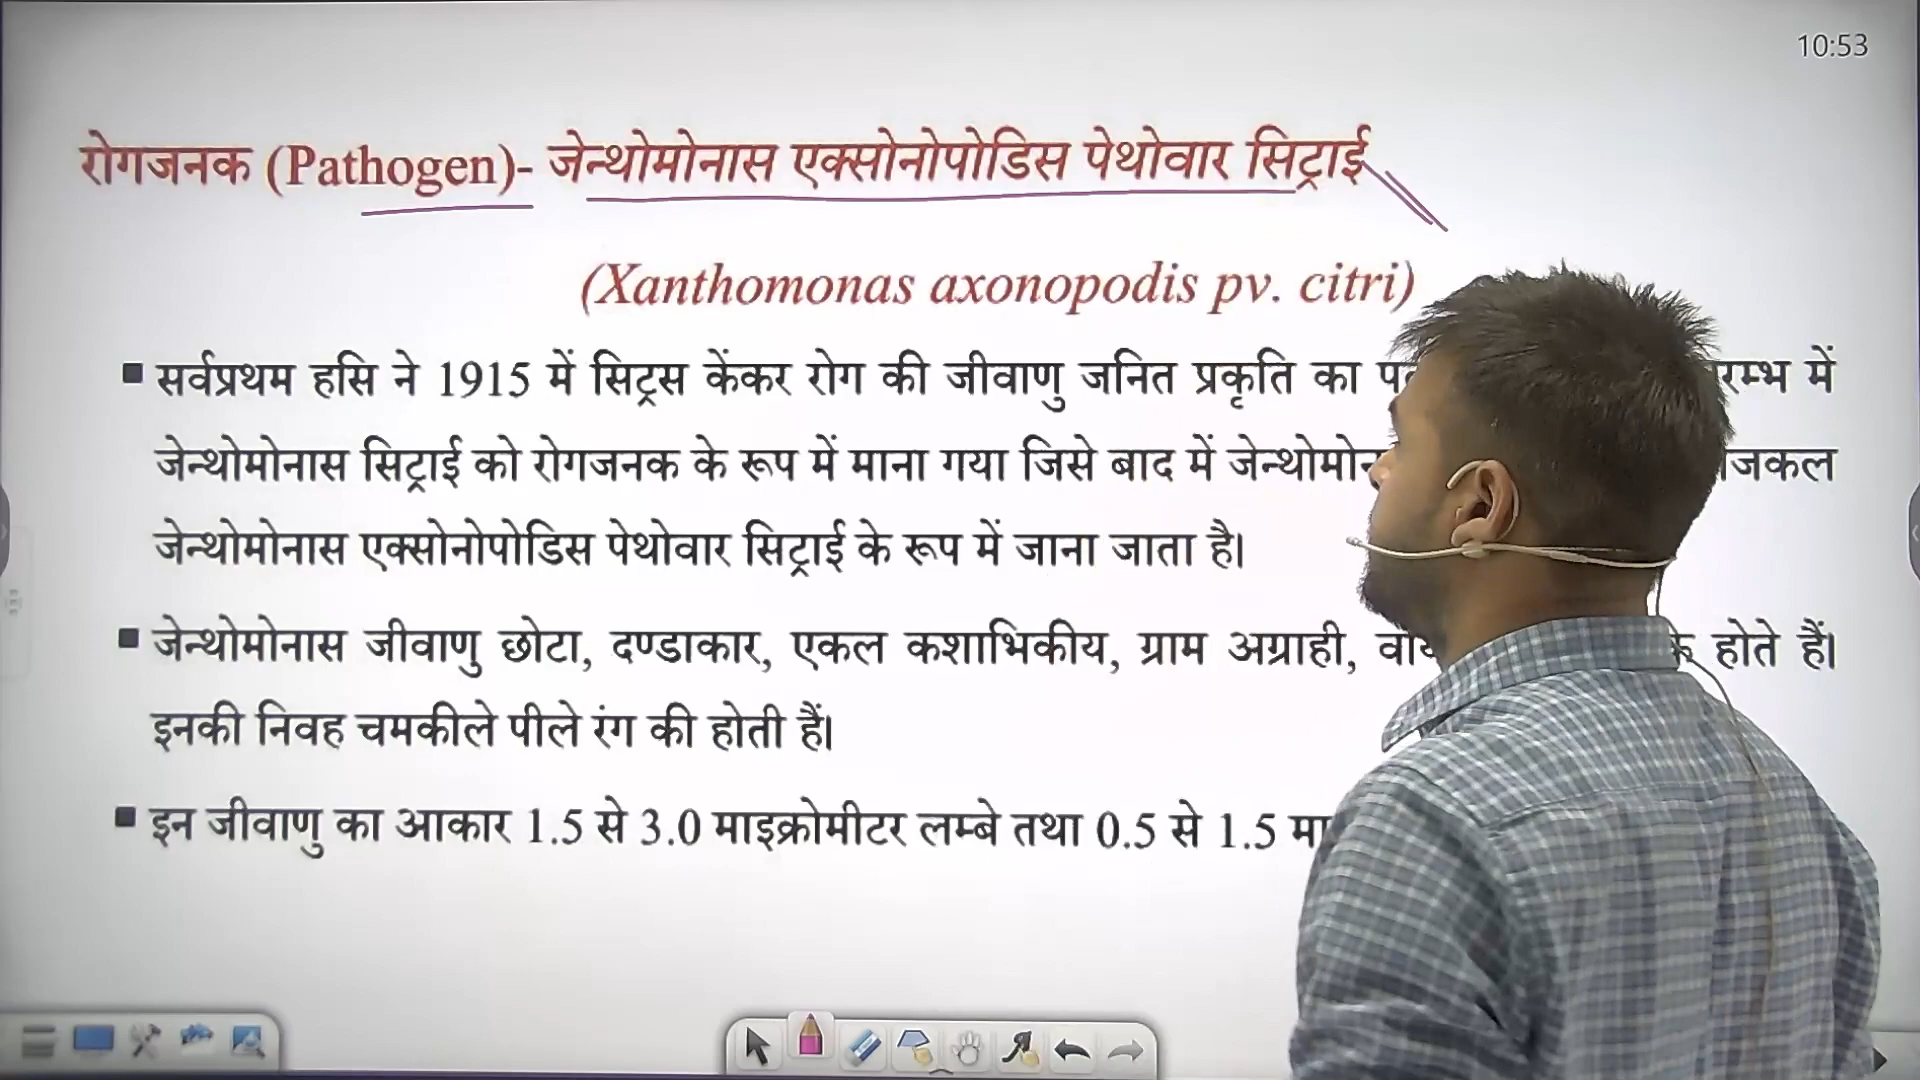 10:53
रोगजनक (Pathogen)- जेन्थोमोनास एक्सोनोपोडिस पेथोवार सिट्राई
(Xanthomonas axonopodis pv. citri)
▪ सर्वप्रथम हसि ने 1915 में सिट्रस केंकर रोग की जीवाणु जनित प्रकृति का में
जेन्थोमोनास सिट्राई को रोगजनक के रूप में माना गया जिसे बाद में
जेन्थोमोनास एक्सोनोपोडिस पेथोवार सिट्राई के रूप में जाना जाता है।
▪ जेन्थोमोनास जीवाणु छोटा, दण्डाकार, एकल कशाभिकीय, ग्राम अग्राही, होते हैं।
इनकी निवह चमकीले पीले रंग की होती हैं।
▪ इन जीवाणु का आकार 1.5 से 3.0 माइक्रोमीटर लम्बे तथा 0.5 से 1.5